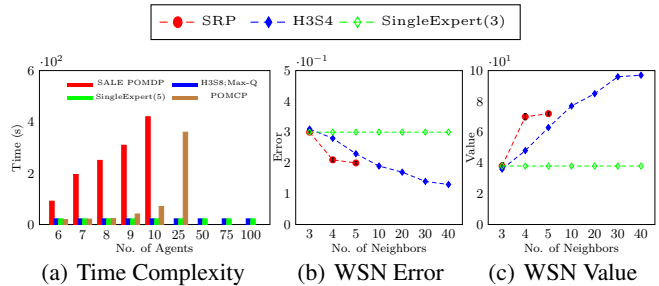 SRP H3S4 SingleExpert(3)
6 ·10²
SALE POMDP H3S8;Max-Q
SingleExpert(5) POMCP
4
2
0
Time (s)
6 7 8 9 10 25 50 75 100
No. of Agents
(a) Time Complexity
5 ·10⁻¹
4
3
2
1
0
Error
3 4 5 10 20 30 40
No. of Neighbors
(b) WSN Error
10 ·10¹
8
6
4
2
0
Value
3 4 5 10 20 30 40
No. of Neighbors
(c) WSN Value